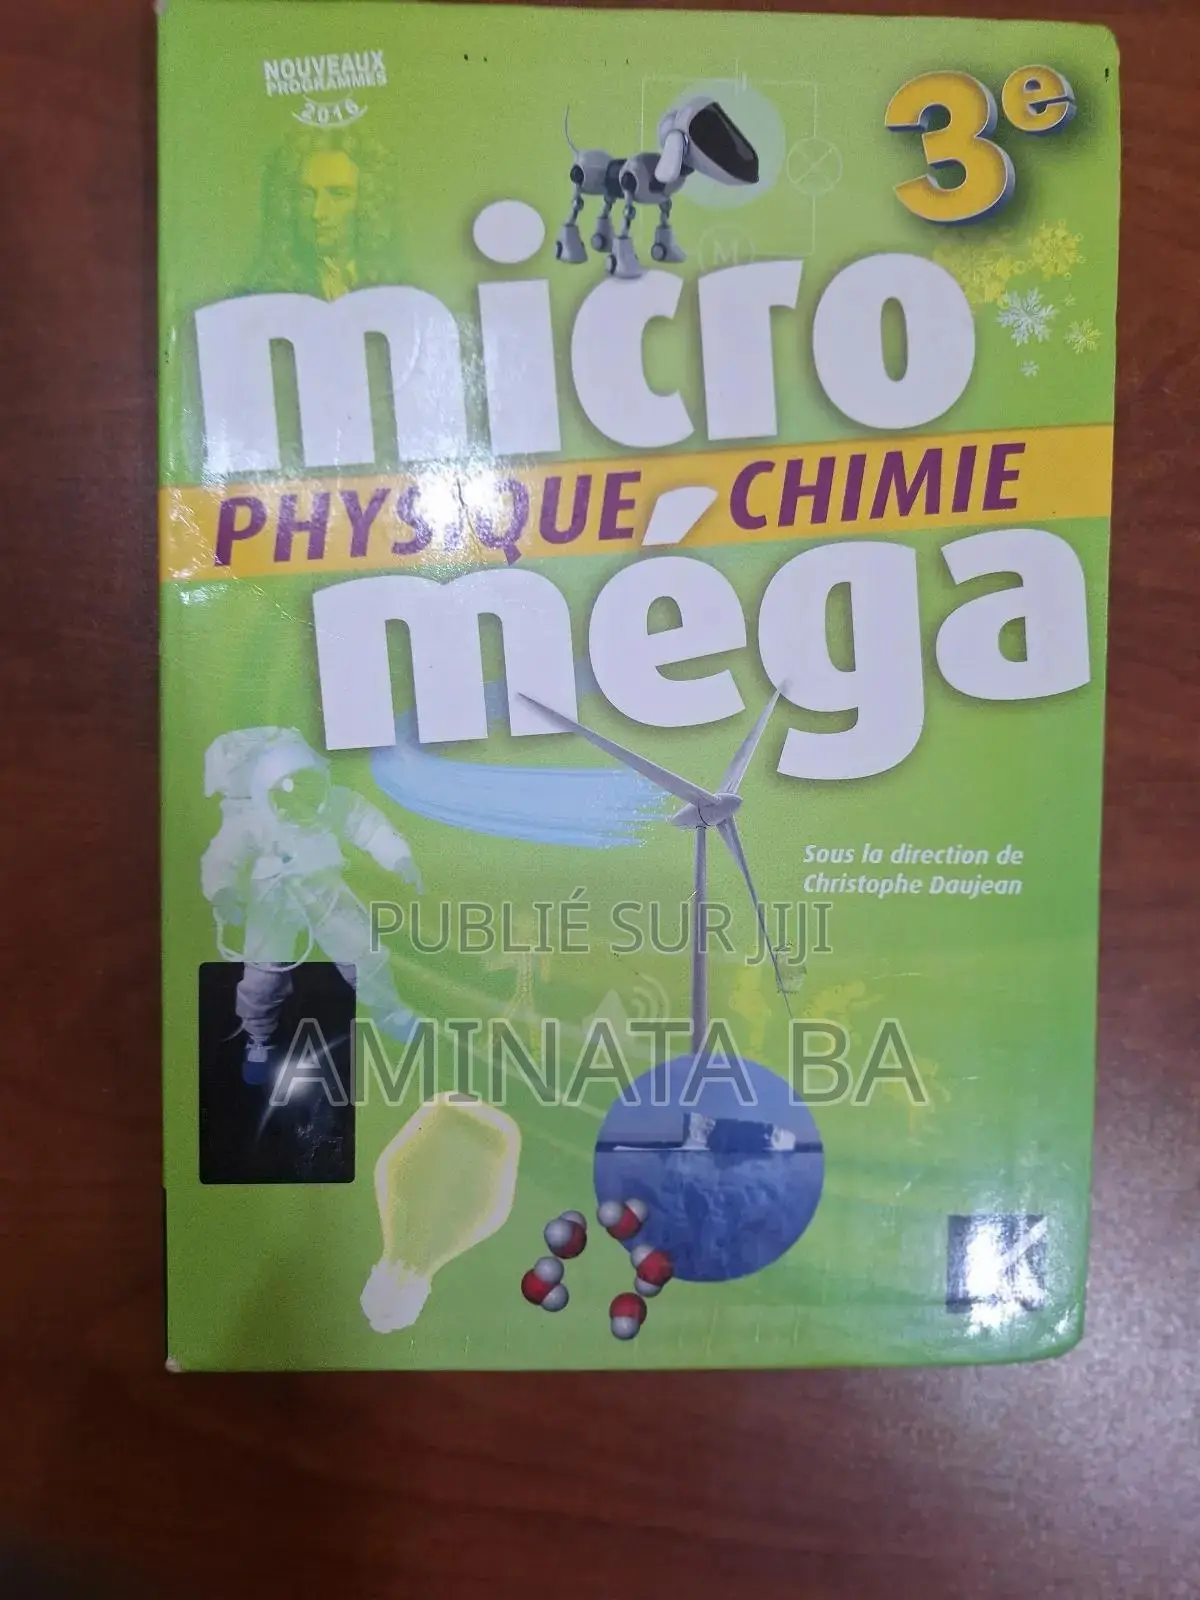 NOUVEAUX
PROGRAMMES
2016
3e
micro
M
PHYSIQUE CHIMIE
méga
Sous la direction de
Christophe Daujean
PUBLIÉ SUR JIJI
AMINATA BA
K